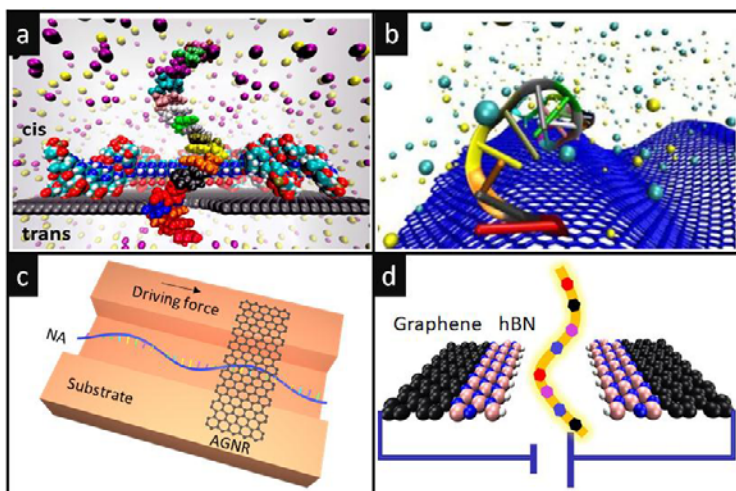 a
cis
trans
b
c
Driving force
NA
Substrate
AGNR
d
Graphene hBN